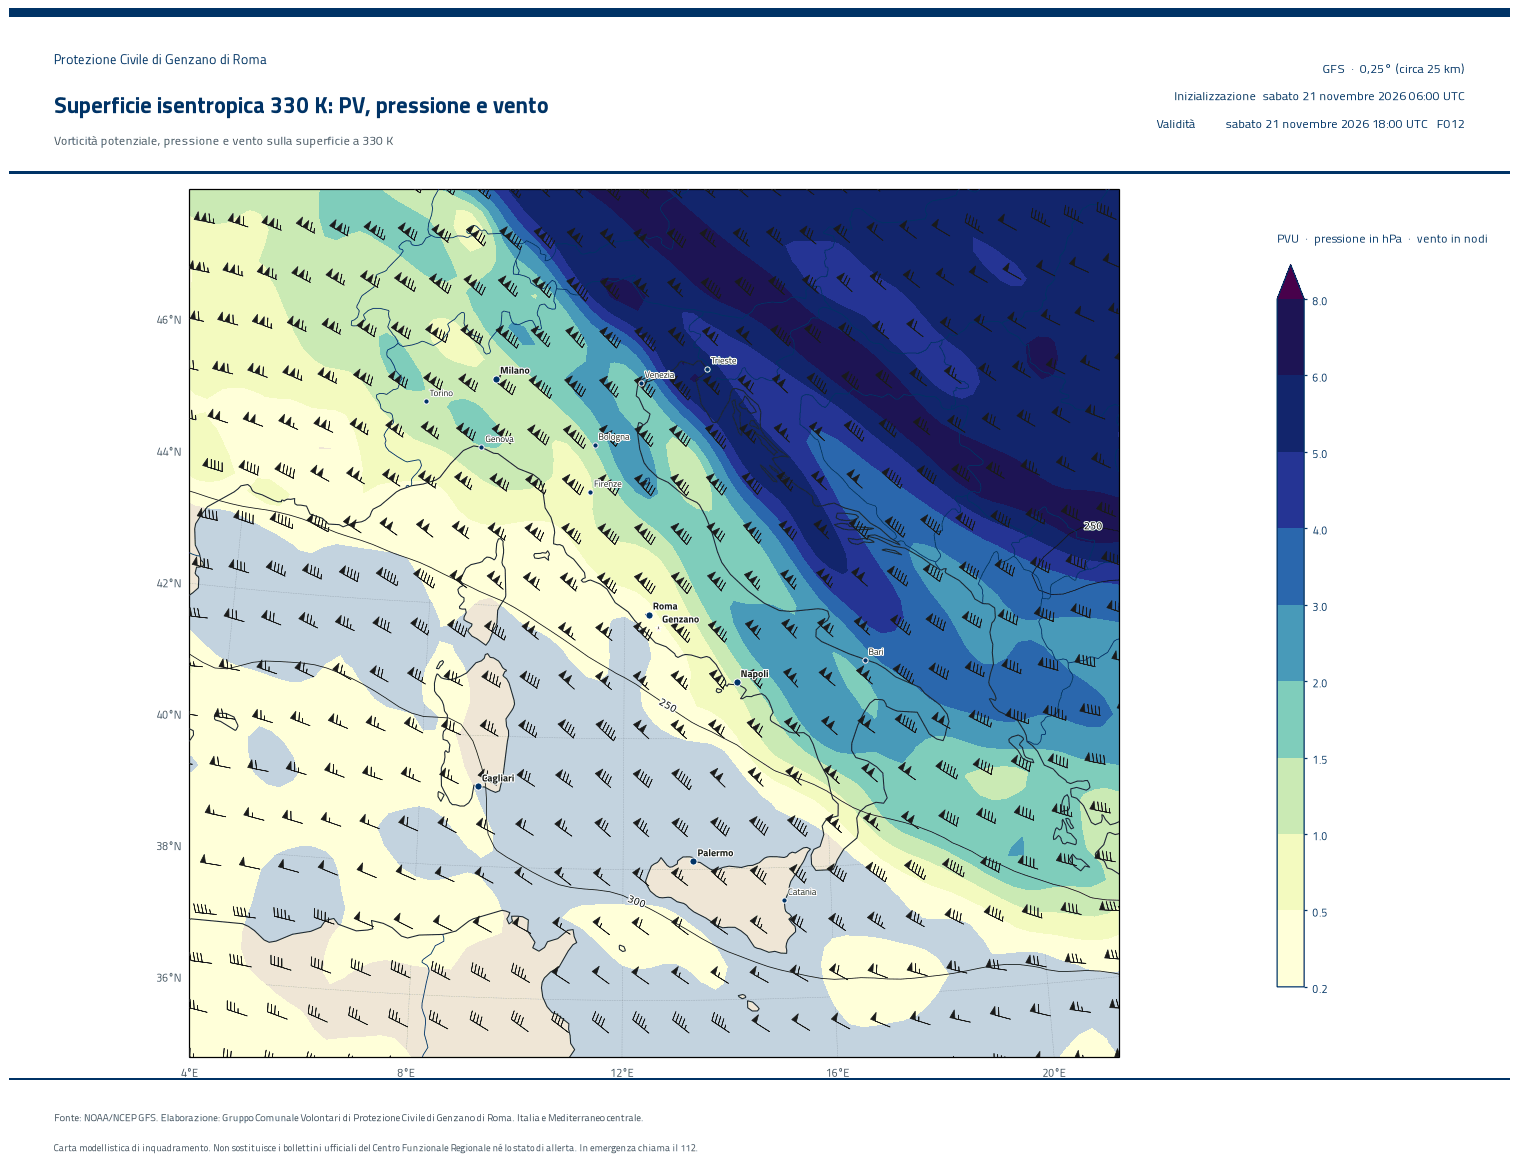 Protezione Civile di Genzano di Roma
Superficie isentropica 330 K: PV, pressione e vento
Vorticità potenziale, pressione e vento sulla superficie a 330 K
GFS · 0,25° (circa 25 km)
Inizializzazione sabato 21 novembre 2026 06:00 UTC
Validità sabato 21 novembre 2026 18:00 UTC F012
PVU · pressione in hPa · vento in nodi
8.0
6.0
5.0
4.0
3.0
2.0
1.5
1.0
0.5
0.2
46°N
44°N
42°N
40°N
38°N
36°N
4°E
8°E
12°E
16°E
20°E
Trieste
Milano
Venezia
Torino
Genova
Bologna
Firenze
250
Roma
Genzano
Bari
Napoli
250
Cagliari
Palermo
Catania
300
Fonte: NOAA/NCEP GFS. Elaborazione: Gruppo Comunale Volontari di Protezione Civile di Genzano di Roma. Italia e Mediterraneo centrale.
Carta modellistica di inquadramento. Non sostituisce i bollettini ufficiali del Centro Funzionale Regionale né lo stato di allerta. In emergenza chiama il 112.